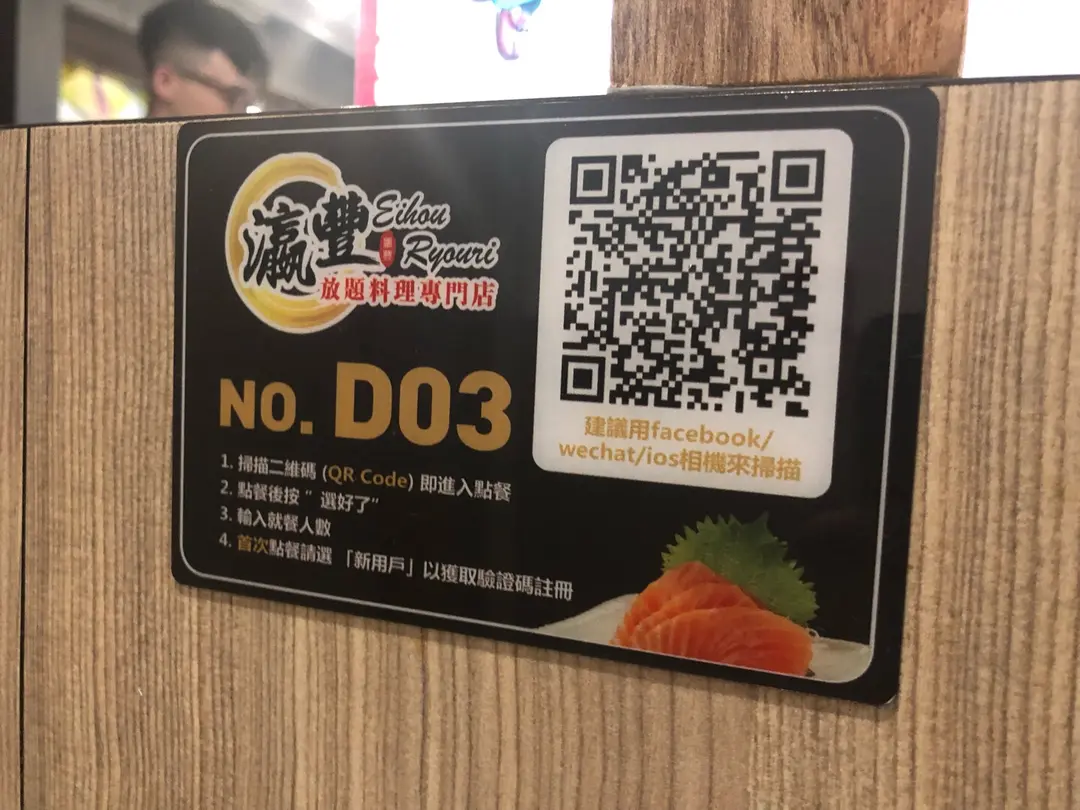 瀛豐
Eihou
Ryouri
放題料理專門店
NO. D03
1. 掃描二維碼 (QR Code) 即進入點餐
2. 點餐後按 " 選好了"
3. 輸入就餐人數
4. 首次點餐請選 「新用戶」以獲取驗證碼註冊
建議用facebook/
wechat/ios相機來掃描